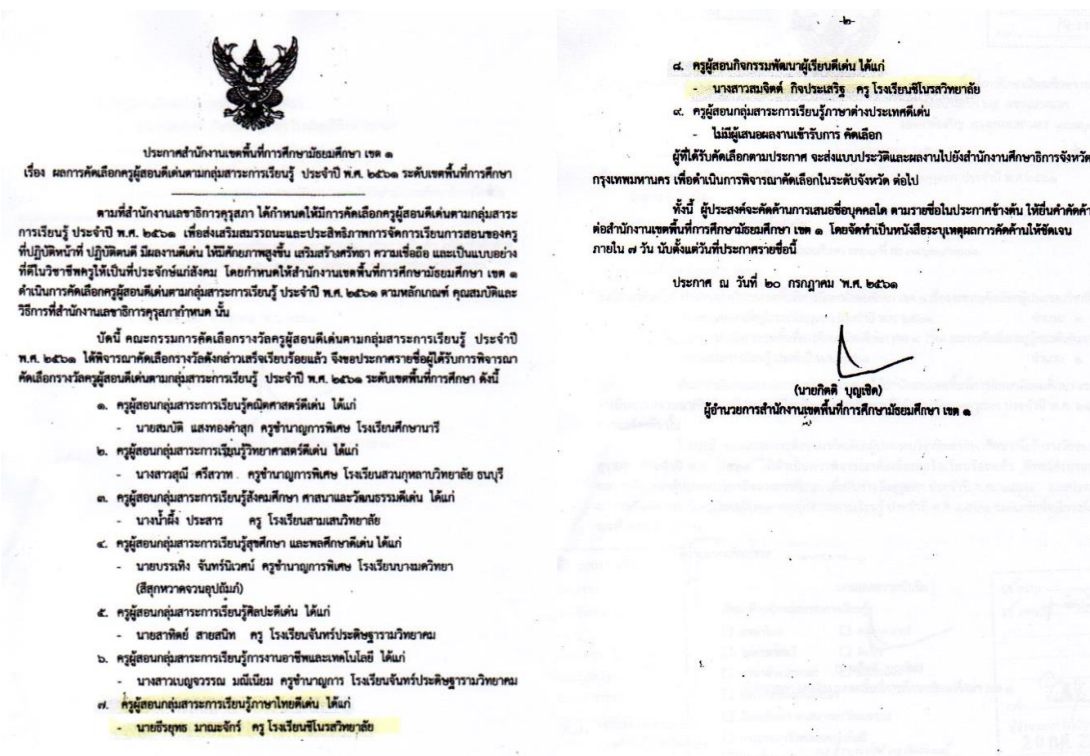 ประกาศสำนักงานเขตพื้นที่การศึกษามัธยมศึกษา เขต ๑
เรื่อง ผลการคัดเลือกครูผู้สอนดีเด่นตามกลุ่มสาระการเรียนรู้ ประจำปี พ.ศ. ๒๕๖๑ ระดับเขตพื้นที่การศึกษา
ตามที่สำนักงานเลขาธิการคุรุสภา ได้กำหนดให้มีการคัดเลือกครูผู้สอนดีเด่นตามกลุ่มสาระ
การเรียนรู้ ประจำปี พ.ศ. ๒๕๖๑ เพื่อส่งเสริมสมรรถนะและประสิทธิภาพการจัดการเรียนการสอนของครู
ที่ปฏิบัติหน้าที่ ปฏิบัติตนดี มีผลงานดีเด่น ให้มีศักยภาพสูงขึ้น เสริมสร้างศรัทธา ความเชื่อถือ และเป็นแบบอย่าง
ที่ดีในวิชาชีพครูให้เป็นที่ประจักษ์แก่สังคม โดยกำหนดให้สำนักงานเขตพื้นที่การศึกษามัธยมศึกษา เขต ๑
ดำเนินการคัดเลือกครูผู้สอนดีเด่นตามกลุ่มสาระการเรียนรู้ ประจำปี พ.ศ. ๒๕๖๑ ตามหลักเกณฑ์ คุณสมบัติและ
วิธีการที่สำนักงานเลขาธิการคุรุสภากำหนด นั้น
บัดนี้ คณะกรรมการคัดเลือกรางวัลครูผู้สอนดีเด่นตามกลุ่มสาระการเรียนรู้ ประจำปี
พ.ศ. ๒๕๖๑ ได้พิจารณาคัดเลือกรางวัลดังกล่าวเสร็จเรียบร้อยแล้ว จึงขอประกาศรายชื่อผู้ได้รับการพิจารณา
คัดเลือกรางวัลครูผู้สอนดีเด่นตามกลุ่มสาระการเรียนรู้ ประจำปี พ.ศ. ๒๕๖๑ ระดับเขตพื้นที่การศึกษา ดังนี้
๑. ครูผู้สอนกลุ่มสาระการเรียนรู้คณิตศาสตร์ดีเด่น ได้แก่
- นายสมบัติ แสงทองคำสุก ครูชำนาญการพิเศษ โรงเรียนศึกษานารี
๒. ครูผู้สอนกลุ่มสาระการเรียนรู้วิทยาศาสตร์ดีเด่น ได้แก่
- นางสาวสุณี ศรีสวาท ครูชำนาญการพิเศษ โรงเรียนสวนกุหลาบวิทยาลัย ธนบุรี
๓. ครูผู้สอนกลุ่มสาระการเรียนรู้สังคมศึกษา ศาสนาและวัฒนธรรมดีเด่น ได้แก่
- นางน้ำผึ้ง ประสาร ครู โรงเรียนสามเสนวิทยาลัย
๔. ครูผู้สอนกลุ่มสาระการเรียนรู้สุขศึกษา และพลศึกษาดีเด่น ได้แก่
- นายบรรเทิง จันทร์นิเวศน์ ครูชำนาญการพิเศษ โรงเรียนบางมดวิทยา
(สีสุกหวาดจวนอุปถัมภ์)
๕. ครูผู้สอนกลุ่มสาระการเรียนรู้ศิลปะดีเด่น ได้แก่
- นายสาทิตย์ สายสนิท ครู โรงเรียนจันทร์ประดิษฐารามวิทยาคม
๖. ครูผู้สอนกลุ่มสาระการเรียนรู้การงานอาชีพและเทคโนโลยี ได้แก่
- นางสาวเบญจวรรณ มณีเนียม ครูชำนาญการ โรงเรียนจันทร์ประดิษฐารามวิทยาคม
๗. ครูผู้สอนกลุ่มสาระการเรียนรู้ภาษาไทยดีเด่น ได้แก่
- นายธีรยุทธ มาณะจักร์ ครู โรงเรียนชิโนรสวิทยาลัย
-๒-
๘. ครูผู้สอนกิจกรรมพัฒนาผู้เรียนดีเด่น ได้แก่
- นางสาวสมจิตต์ กิจประเสริฐ ครู โรงเรียนชิโนรสวิทยาลัย
๙. ครูผู้สอนกลุ่มสาระการเรียนรู้ภาษาต่างประเทศดีเด่น
- ไม่มีผู้เสนอผลงานเข้ารับการ คัดเลือก
ผู้ที่ได้รับคัดเลือกตามประกาศ จะส่งแบบประวัติและผลงานไปยังสำนักงานศึกษาธิการจังหวัด
กรุงเทพมหานคร เพื่อดำเนินการพิจารณาคัดเลือกในระดับจังหวัด ต่อไป
ทั้งนี้ ผู้ประสงค์จะคัดค้านการเสนอชื่อบุคคลใด ตามรายชื่อในประกาศข้างต้น ให้ยื่นคำคัดค้า
ต่อสำนักงานเขตพื้นที่การศึกษามัธยมศึกษา เขต ๑ โดยจัดทำเป็นหนังสือระบุเหตุผลการคัดค้านให้ชัดเจน
ภายใน ๗ วัน นับตั้งแต่วันที่ประกาศรายชื่อนี้
ประกาศ ณ วันที่ ๒๐ กรกฎาคม พ.ศ. ๒๕๖๑
(นายกิตติ บุญเชิด)
ผู้อำนวยการสำนักงานเขตพื้นที่การศึกษามัธยมศึกษา เขต ๑